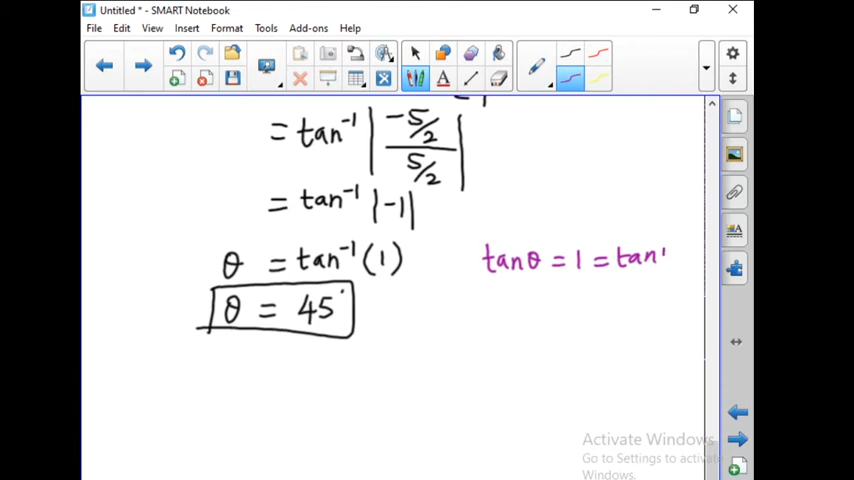 Untitled * - SMART Notebook
File Edit View Insert Format Tools Add-ons Help
= tan⁻¹ | -5/2 / 5/2 |
= tan⁻¹ |-1|
θ = tan⁻¹ (1) tanθ = 1 = tan
θ = 45°
Activate Windows
Go to Settings to activate
Windows.